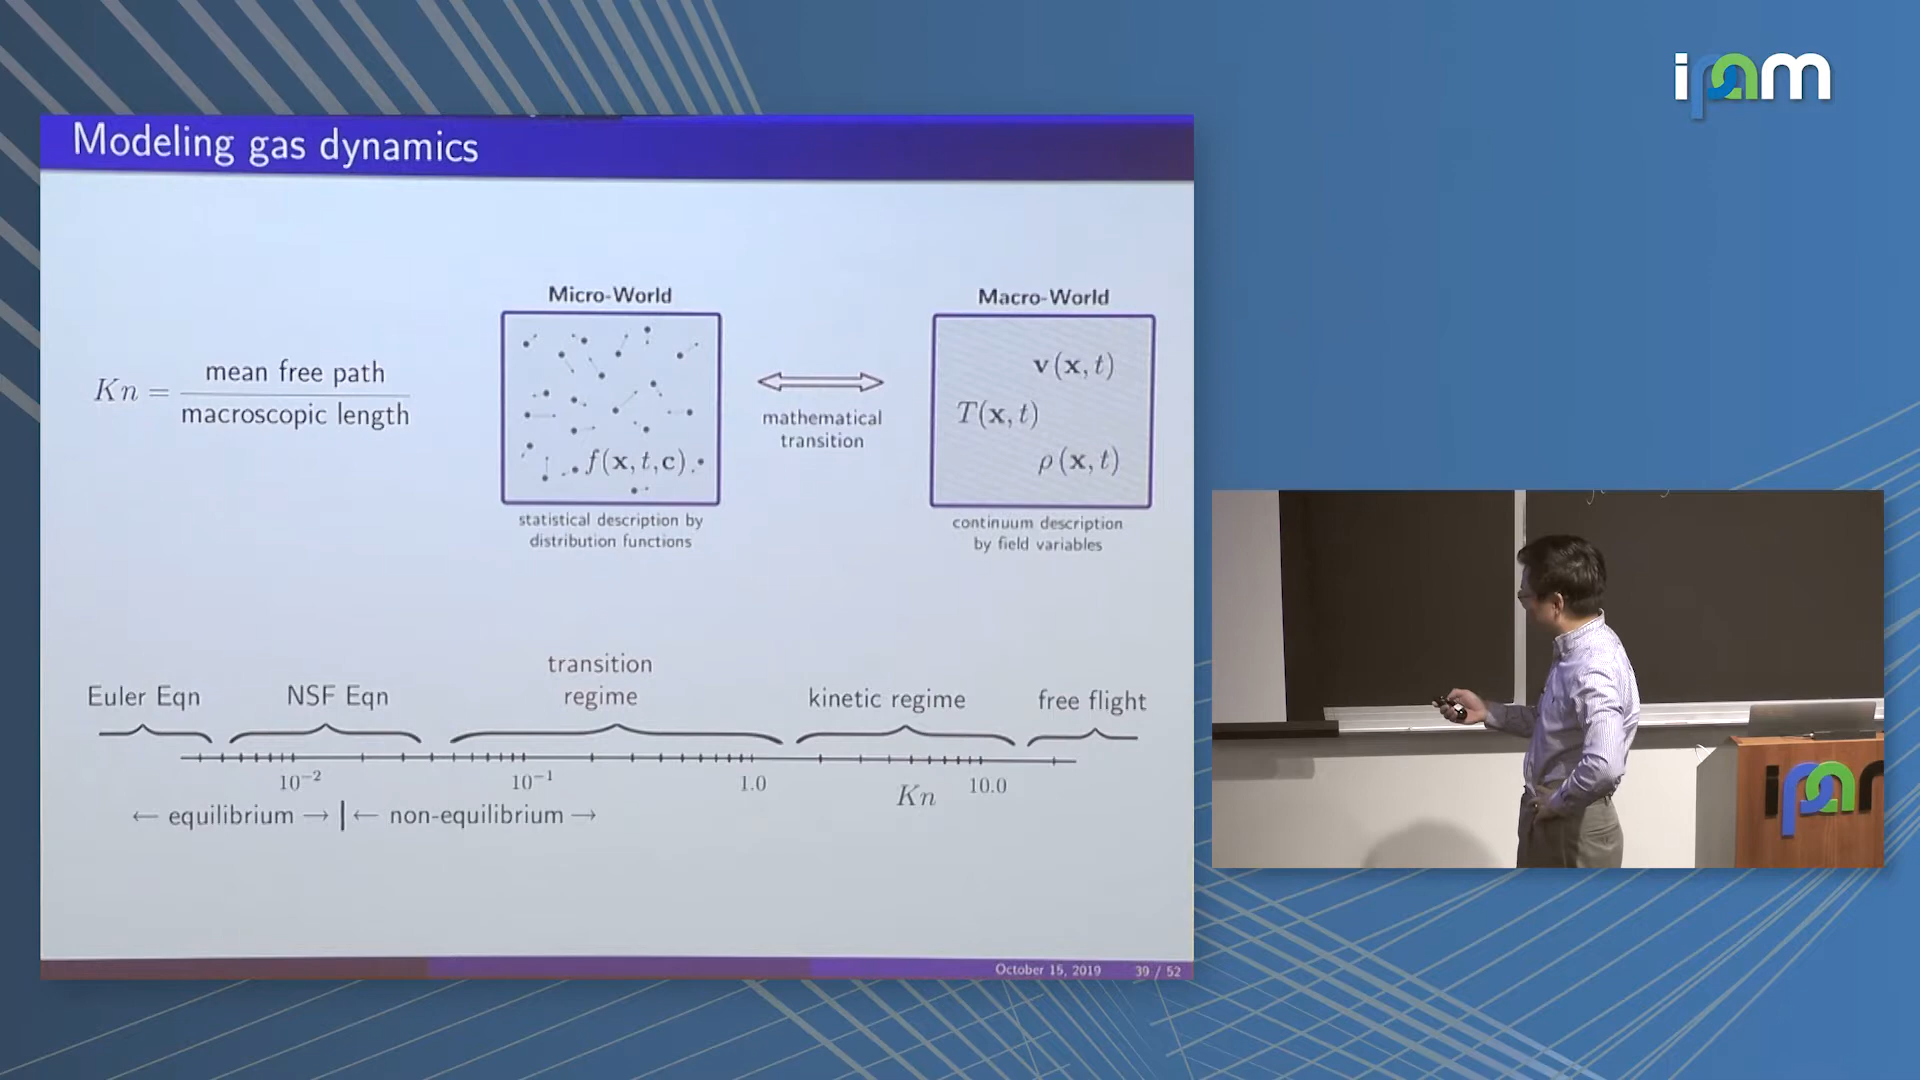 ipam
Modeling gas dynamics
Micro-World
Macro-World
Kn = mean free path / macroscopic length
f(x, t, c)
mathematical
transition
v(x, t)
T(x, t)
ρ(x, t)
statistical description by
distribution functions
continuum description
by field variables
Euler Eqn
NSF Eqn
transition
regime
kinetic regime
free flight
10⁻²
10⁻¹
1.0
Kn
10.0
← equilibrium → | ← non-equilibrium →
October 15, 2019 39 / 52